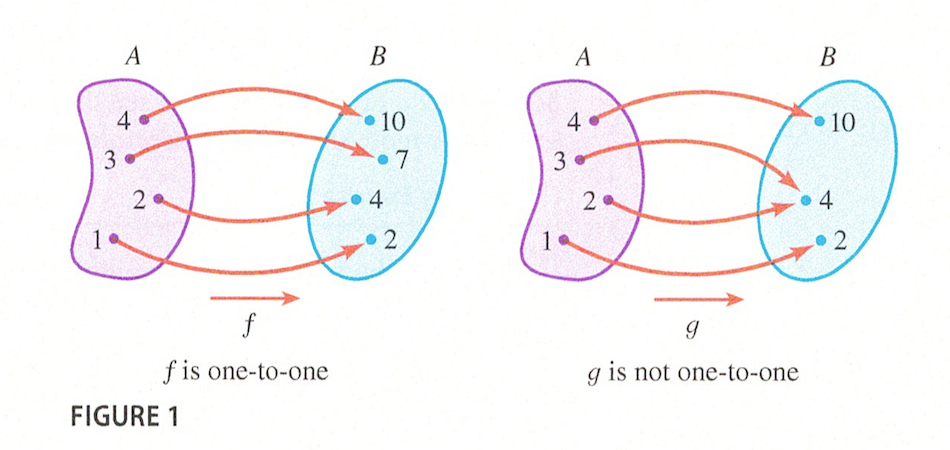 A B A B
4 10 4 10
3 7 3
2 4 2 4
1 2 1 2
f g
f is one-to-one g is not one-to-one
FIGURE 1